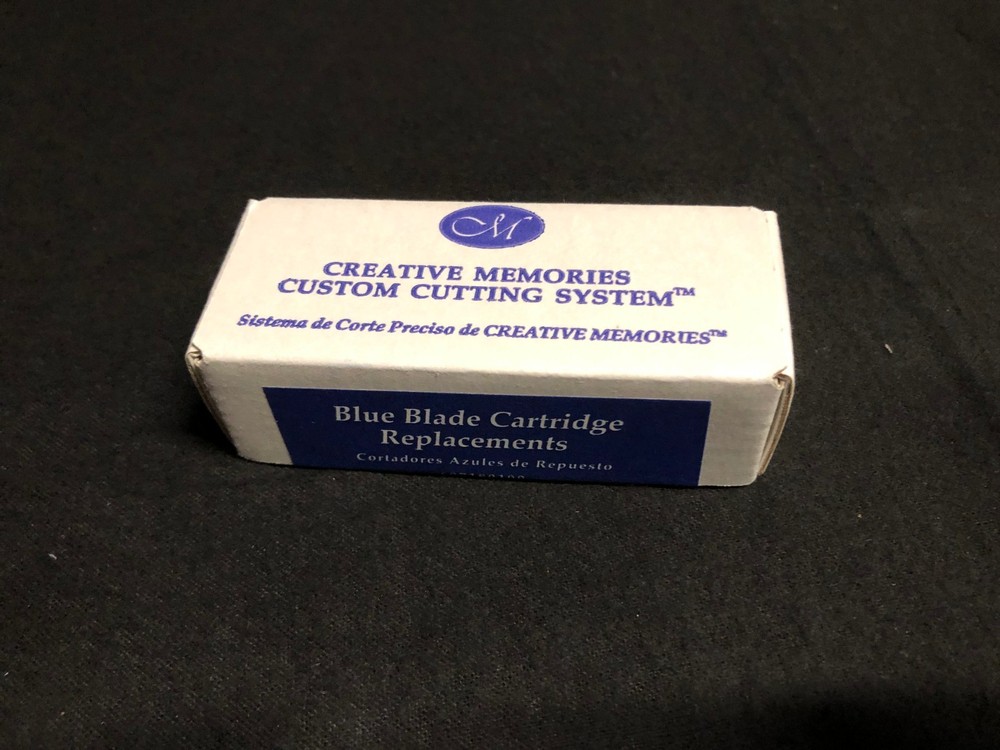 CM
CREATIVE MEMORIES
CUSTOM CUTTING SYSTEM™
Sistema de Corte Preciso de CREATIVE MEMORIES™
Blue Blade Cartridge
Replacements
Cortadores Azules de Repuesto